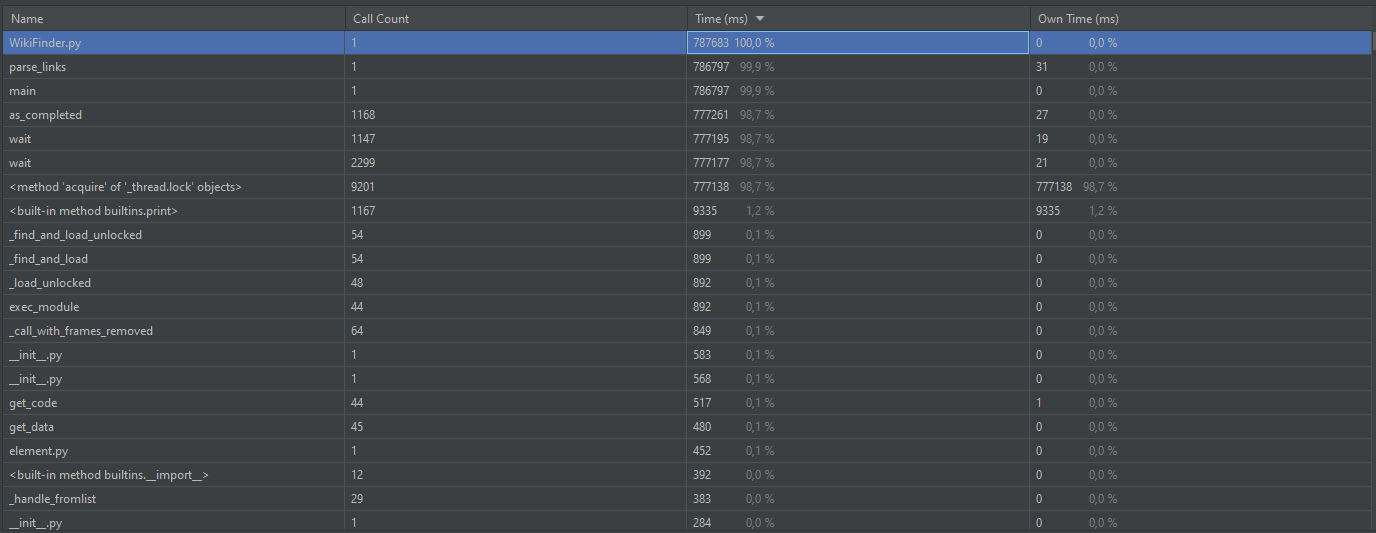 Name Call Count Time (ms) Own Time (ms)
WikiFinder.py 1 787683 100,0 % 0 0,0 %
parse_links 1 786797 99,9 % 31 0,0 %
main 1 786797 99,9 % 0 0,0 %
as_completed 1168 777261 98,7 % 27 0,0 %
wait 1147 777195 98,7 % 19 0,0 %
wait 2299 777177 98,7 % 21 0,0 %
<method 'acquire' of '_thread.lock' objects> 9201 777138 98,7 % 777138 98,7 %
<built-in method builtins.print> 1167 9335 1,2 % 9335 1,2 %
_find_and_load_unlocked 54 899 0,1 % 0 0,0 %
_find_and_load 54 899 0,1 % 0 0,0 %
_load_unlocked 48 892 0,1 % 0 0,0 %
exec_module 44 892 0,1 % 0 0,0 %
_call_with_frames_removed 64 849 0,1 % 0 0,0 %
__init__.py 1 583 0,1 % 0 0,0 %
__init__.py 1 568 0,1 % 0 0,0 %
get_code 44 517 0,1 % 1 0,0 %
get_data 45 480 0,1 % 0 0,0 %
element.py 1 452 0,1 % 0 0,0 %
<built-in method builtins.__import__> 12 392 0,0 % 0 0,0 %
_handle_fromlist 29 383 0,0 % 0 0,0 %
__init__.py 1 284 0,0 % 0 0,0 %